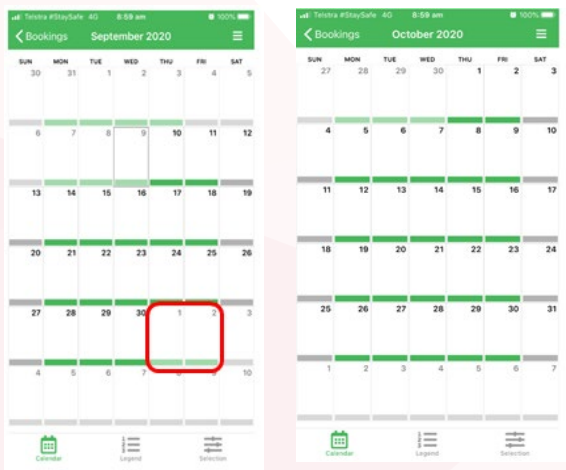 Telstra #StaySafe 4G 8:59 am 100%
Bookings September 2020
SUN MON TUE WED THU FRI SAT
30 31 1 2 3 4 5
6 7 8 9 10 11 12
13 14 15 16 17 18 19
20 21 22 23 24 25 26
27 28 29 30 1 2 3
4 5 6 7 8 9 10
Calendar Legend Selection
Telstra #StaySafe 4G 8:59 am 100%
Bookings October 2020
SUN MON TUE WED THU FRI SAT
27 28 29 30 1 2 3
4 5 6 7 8 9 10
11 12 13 14 15 16 17
18 19 20 21 22 23 24
25 26 27 28 29 30 31
1 2 3 4 5 6 7
Calendar Legend Selection